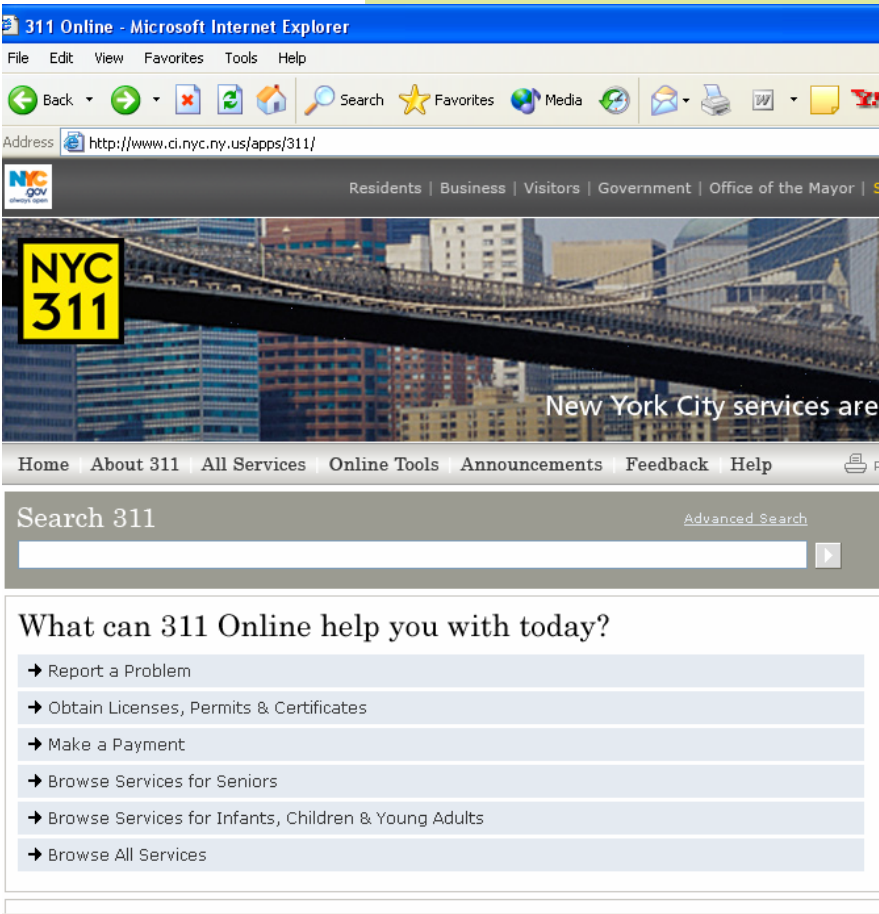 311 Online - Microsoft Internet Explorer
File Edit View Favorites Tools Help
Back Search Favorites Media
Address http://www.ci.nyc.ny.us/apps/311/
NYC .gov always open
Residents | Business | Visitors | Government | Office of the Mayor |
NYC 311
New York City services are
Home About 311 All Services Online Tools Announcements Feedback Help
Search 311 Advanced Search
What can 311 Online help you with today?
Report a Problem
Obtain Licenses, Permits & Certificates
Make a Payment
Browse Services for Seniors
Browse Services for Infants, Children & Young Adults
Browse All Services